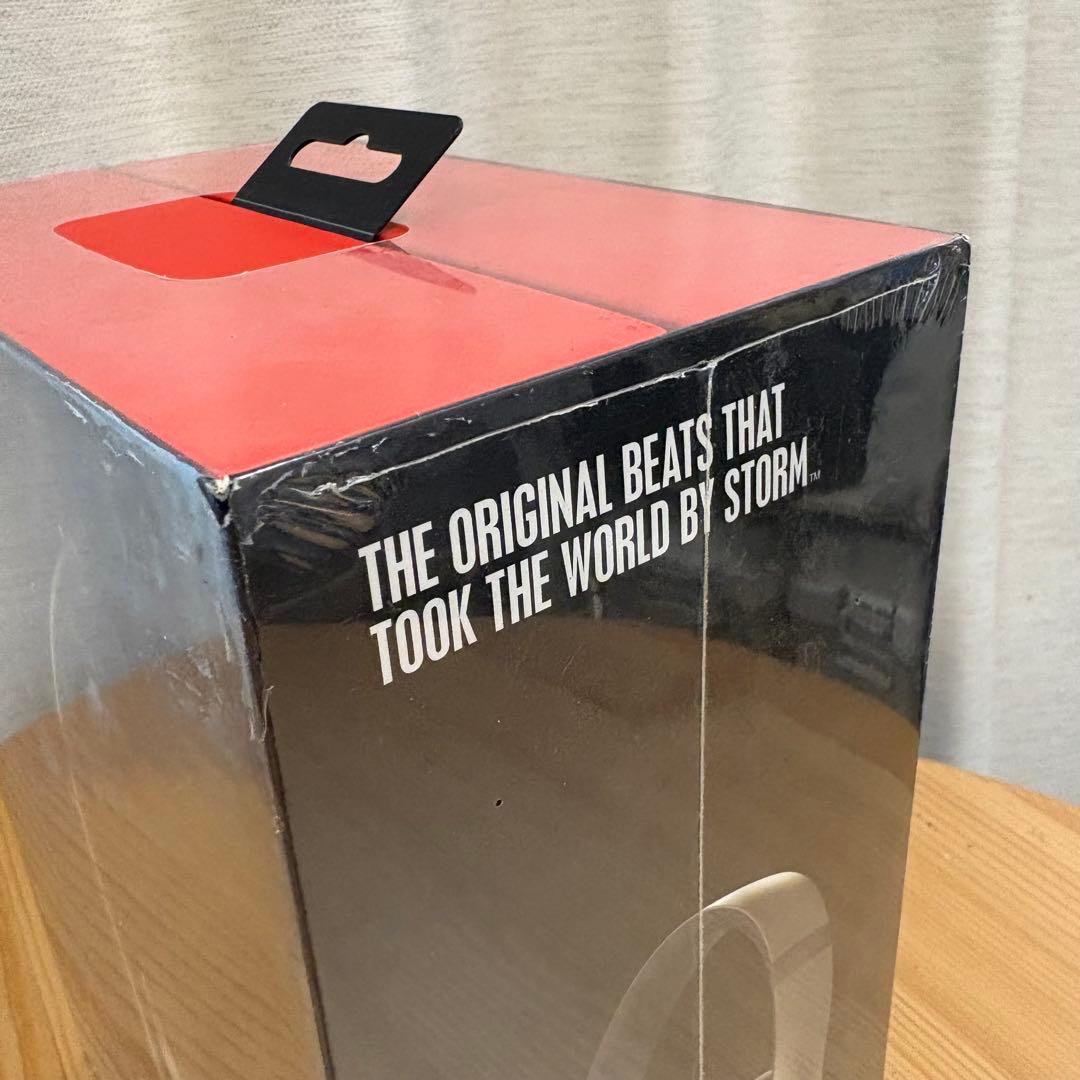 THE ORIGINAL BEATS THAT
TOOK THE WORLD BY STORM™